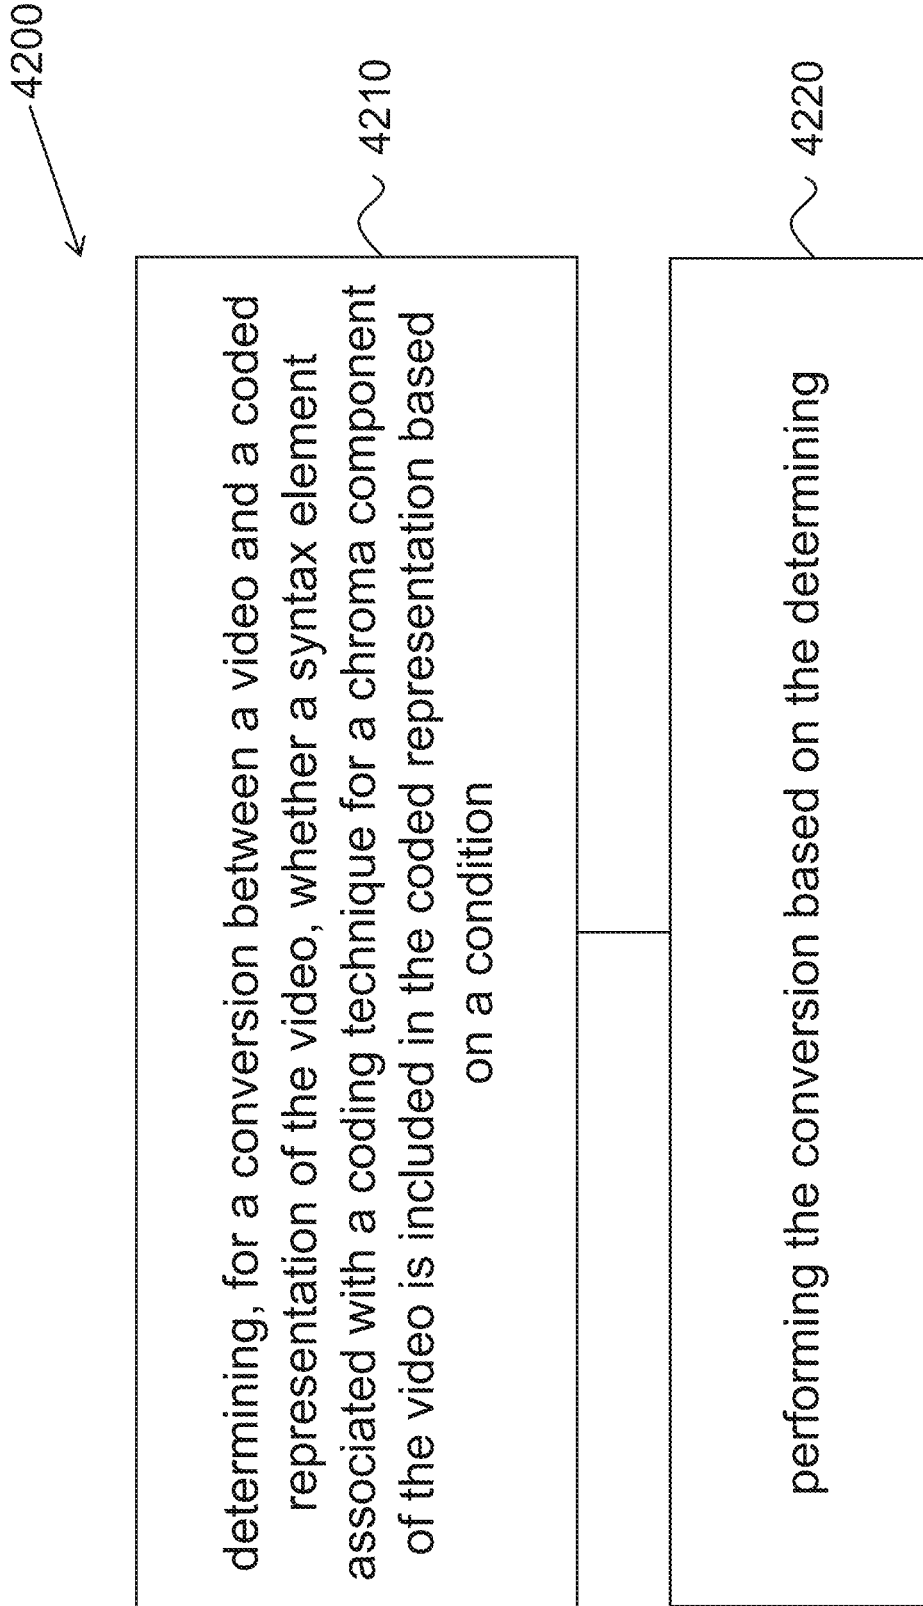 4200
determining, for a conversion between a video and a coded
representation of the video, whether a syntax element
associated with a coding technique for a chroma component
of the video is included in the coded representation based
on a condition
4210
performing the conversion based on the determining
4220